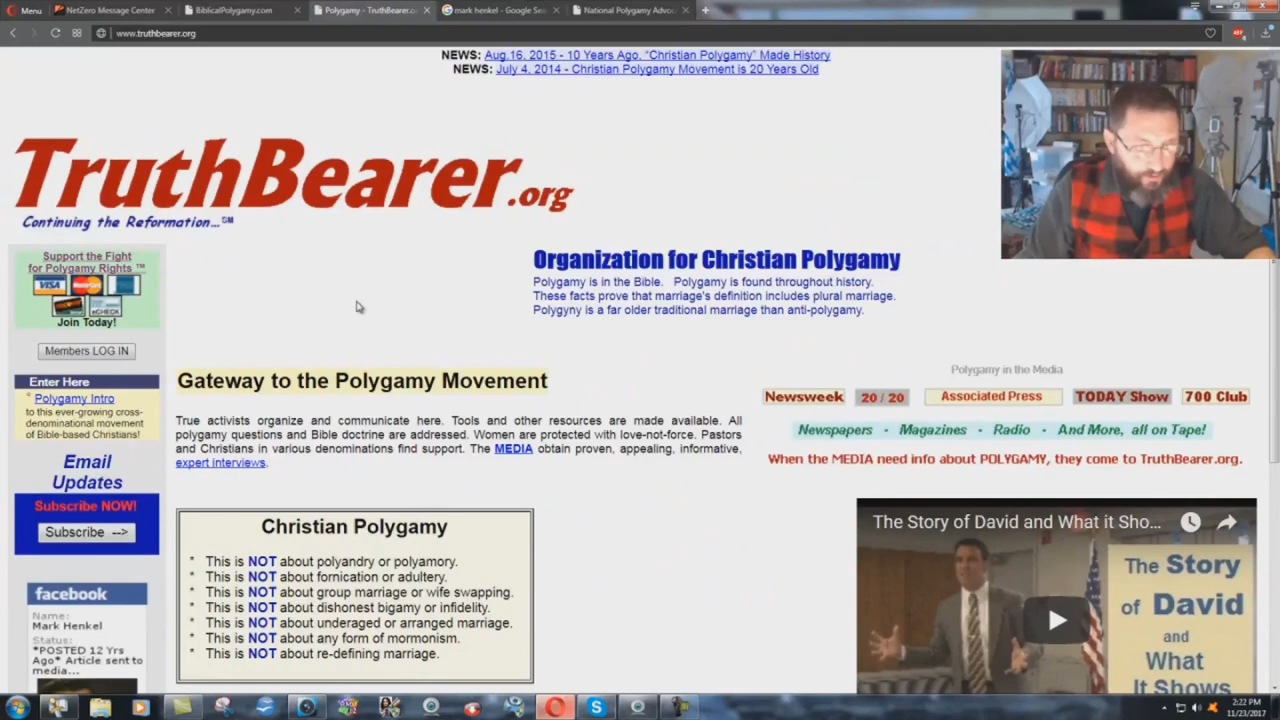 Menu
NetZero Message Center
BiblicalPolygamy.com
Polygamy - TruthBearer.o
mark henkel - Google Se
National Polygamy Advo
www.truthbearer.org
NEWS: Aug.16, 2015 - 10 Years Ago, "Christian Polygamy" Made History
NEWS: July 4, 2014 - Christian Polygamy Movement is 20 Years Old
TruthBearer.org
Continuing the Reformation...℠
Support the Fight
for Polygamy Rights ™
VISA MasterCard
eCHECK
Join Today!
Members LOG IN
Enter Here
* Polygamy Intro
to this ever-growing cross-
denominational movement
of Bible-based Christians!
Email
Updates
Subscribe NOW!
Subscribe -->
facebook
Name:
Mark Henkel
Status:
*POSTED 12 Yrs
Ago* Article sent to
media...
Organization for Christian Polygamy
Polygamy is in the Bible. Polygamy is found throughout history.
These facts prove that marriage's definition includes plural marriage.
Polygyny is a far older traditional marriage than anti-polygamy.
Gateway to the Polygamy Movement
True activists organize and communicate here. Tools and other resources are made available. All
polygamy questions and Bible doctrine are addressed. Women are protected with love-not-force. Pastors
and Christians in various denominations find support. The MEDIA obtain proven, appealing, informative,
expert interviews.
Christian Polygamy
* This is NOT about polyandry or polyamory.
* This is NOT about fornication or adultery.
* This is NOT about group marriage or wife swapping.
* This is NOT about dishonest bigamy or infidelity.
* This is NOT about underaged or arranged marriage.
* This is NOT about any form of mormonism.
* This is NOT about re-defining marriage.
Polygamy in the Media
Newsweek 20 / 20 Associated Press TODAY Show 700 Club
Newspapers - Magazines - Radio - And More, all on Tape!
When the MEDIA need info about POLYGAMY, they come to TruthBearer.org.
The Story of David and What it Sho...
The Story
of David
and
What
It Shows
2:22 PM
11/23/2017